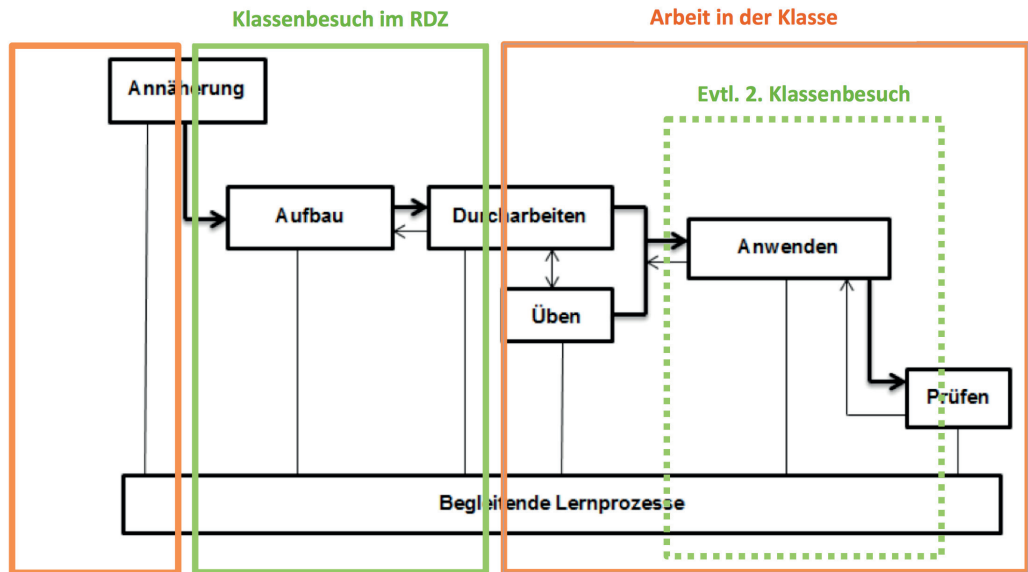 Klassenbesuch im RDZ
Arbeit in der Klasse
Annäherung
Evtl. 2. Klassenbesuch
Aufbau
Durcharbeiten
Anwenden
Üben
Prüfen
Begleitende Lernprozesse